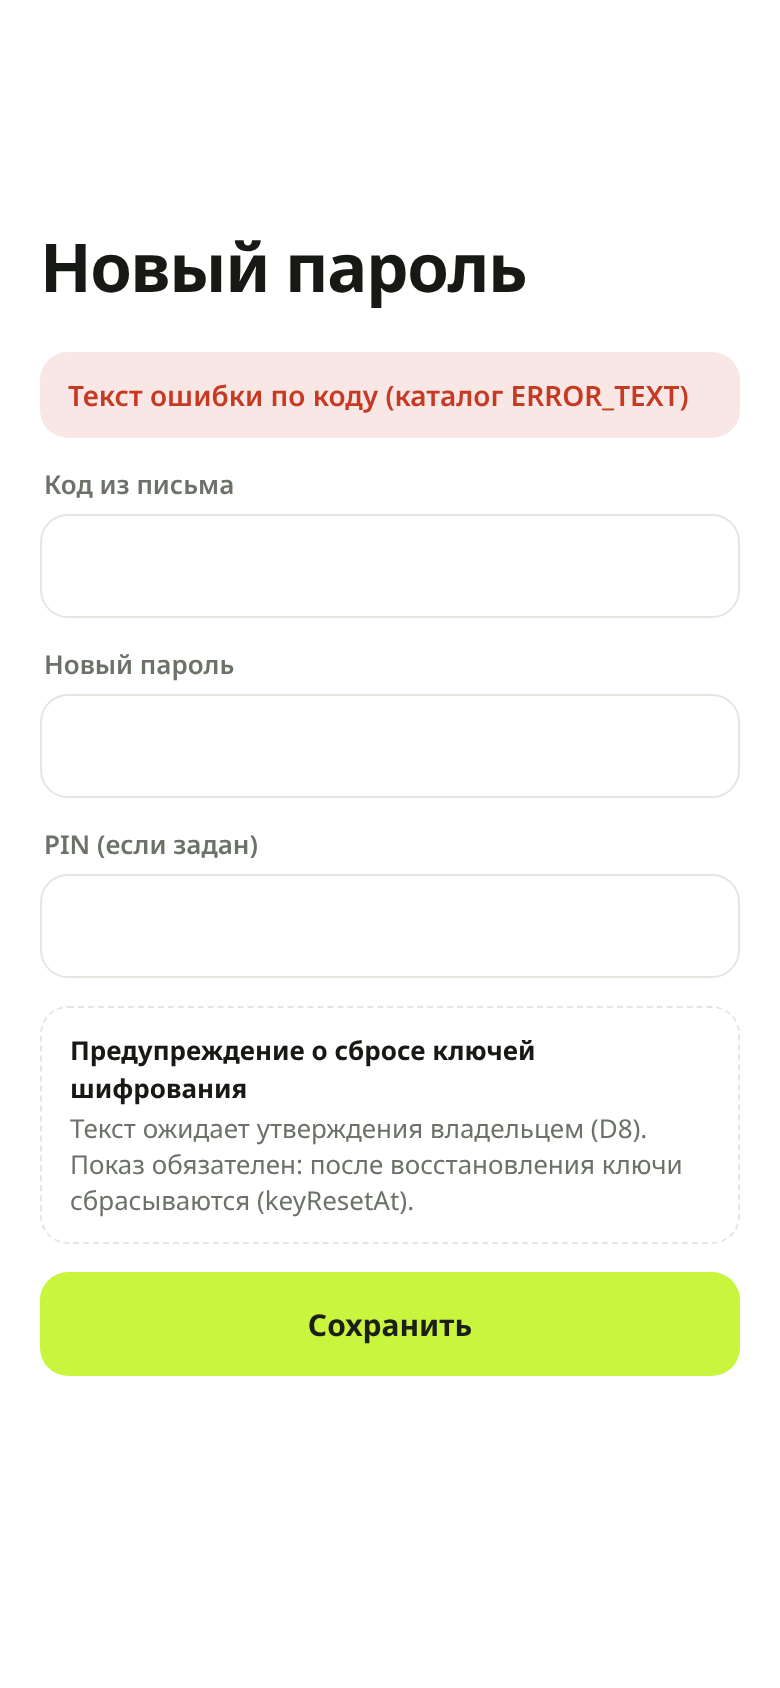 Новый пароль
Текст ошибки по коду (каталог ERROR_TEXT)
Код из письма
Новый пароль
PIN (если задан)
Предупреждение о сбросе ключей
шифрования
Текст ожидает утверждения владельцем (D8).
Показ обязателен: после восстановления ключи
сбрасываются (keyResetAt).
Сохранить